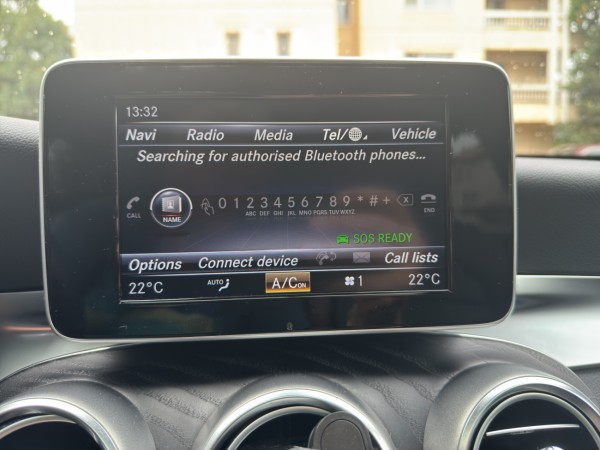 13:32
Navi Radio Media Tel/ Vehicle
Searching for authorised Bluetooth phones...
0 1 2 3 4 5 6 7 8 9 * # + X
ABC DEF GHI JKL MNO PQRS TUV WXYZ
CALL NAME END
SOS READY
Options Connect device Call lists
22°C AUTO A/C ON 1 22°C